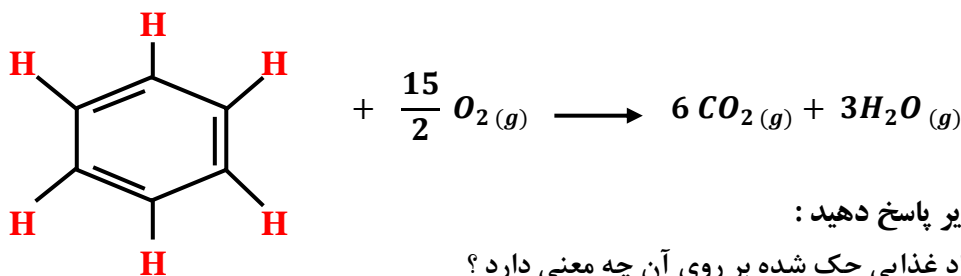 H
H H
+ 15/2 O₂ (g) ⟶ 6 CO₂ (g) + 3H₂O (g)
H H
H
یر پاسخ دهید :
د غذایی حک شده بر روی آن چه معنی دارد ؟